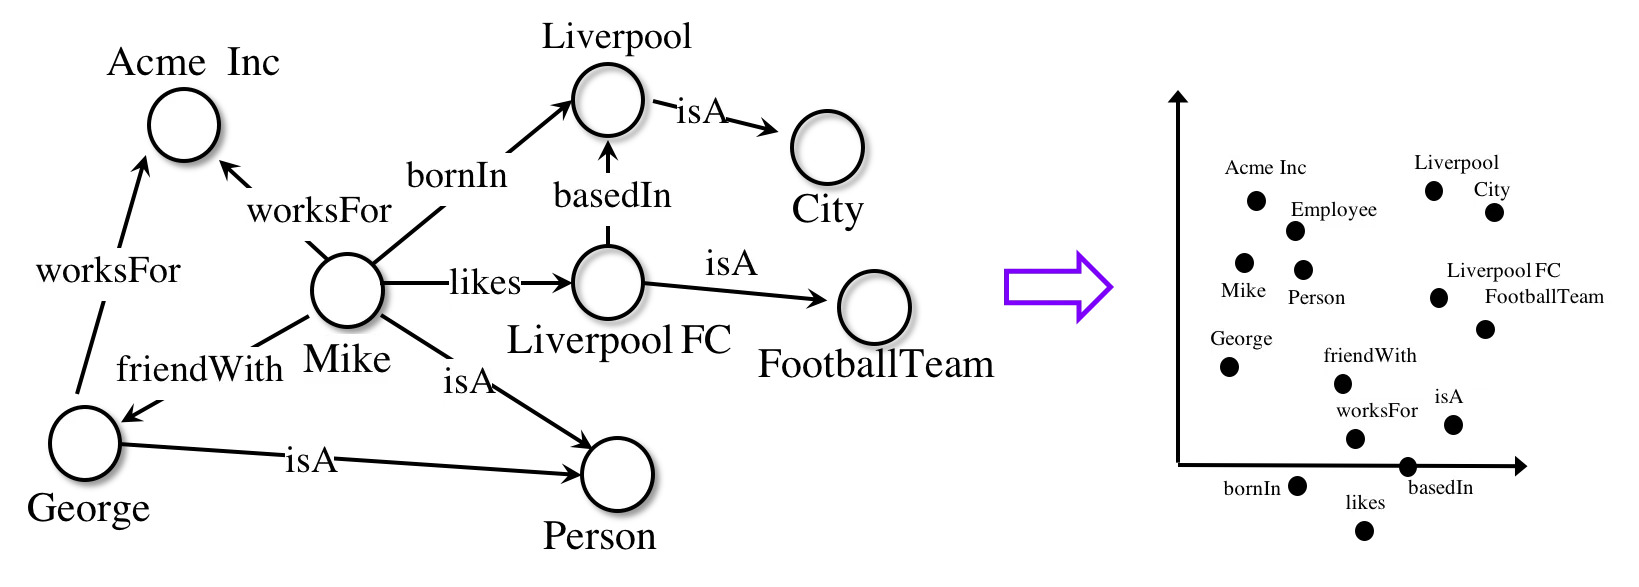 Acme Inc
Liverpool
isA
City
bornIn
basedIn
worksFor
worksFor
likes
isA
Liverpool FC
FootballTeam
Mike
friendWith
isA
isA
George
Person
Acme Inc
Liverpool
City
Employee
Mike
Person
Liverpool FC
FootballTeam
George
friendWith
isA
worksFor
bornIn
basedIn
likes